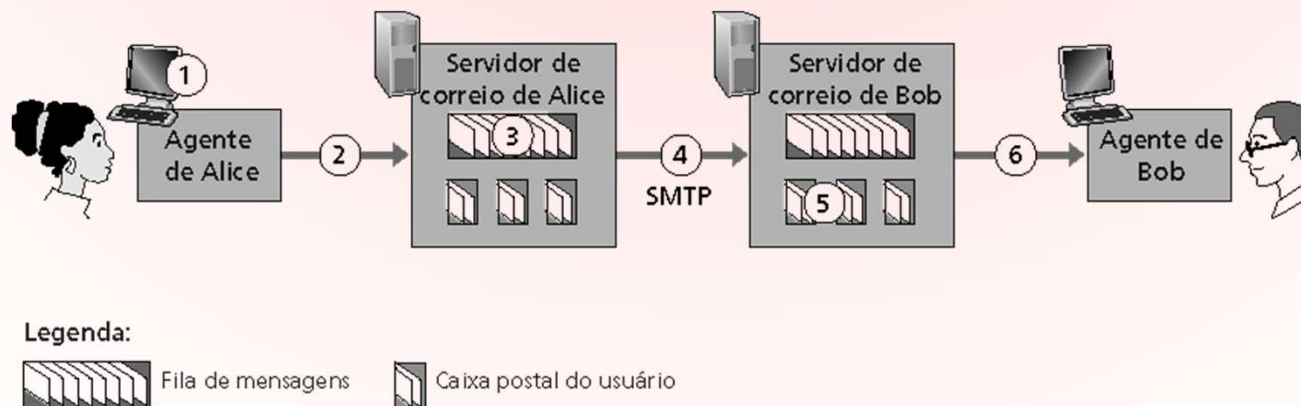 1
Agente
de Alice
2
Servidor de
correio de Alice
3
4
SMTP
Servidor de
correio de Bob
5
6
Agente de
Bob
Legenda:
Fila de mensagens
Caixa postal do usuário